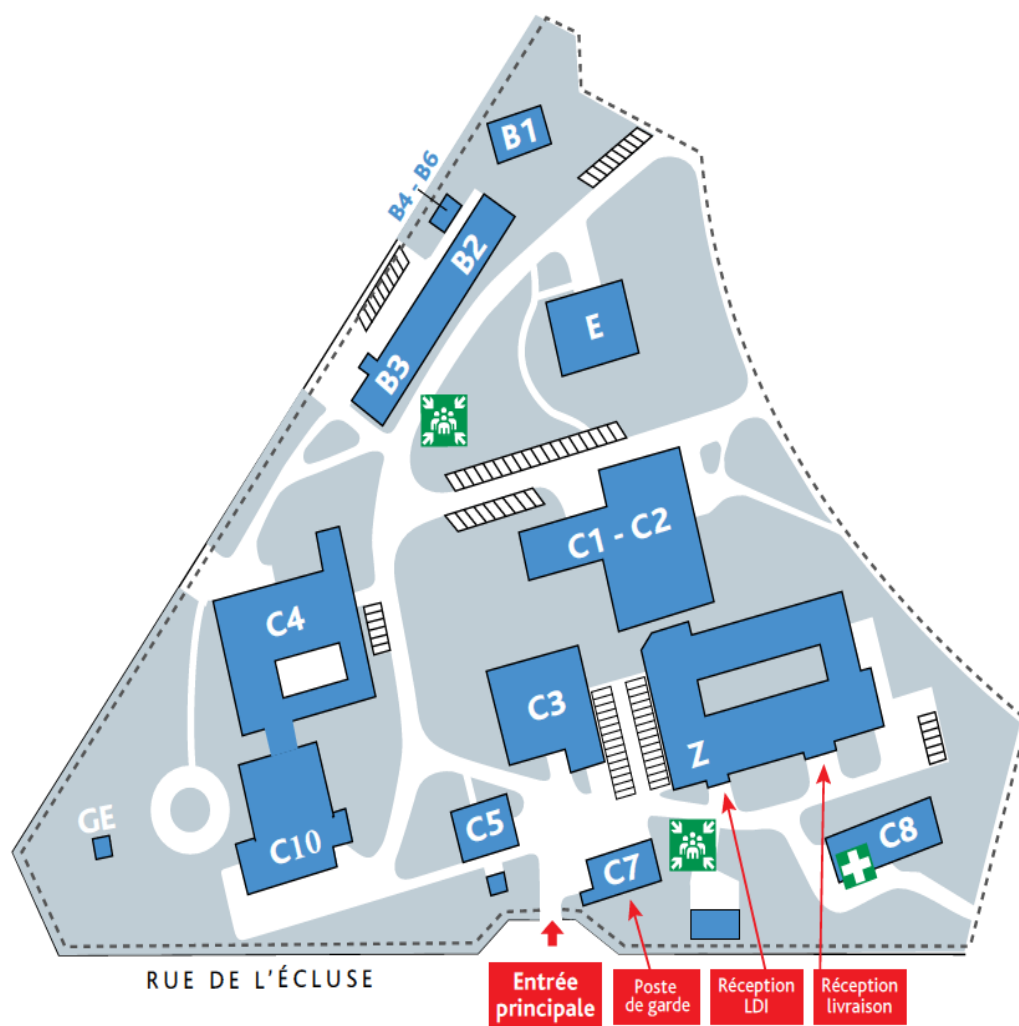 B1
B4 - B6
B2
E
B3
C1 - C2
C4
C3
Z
GE
C5
C10
C8
C7
RUE DE L'ÉCLUSE
Entrée
principale
Poste
de garde
Réception
LDI
Réception
livraison